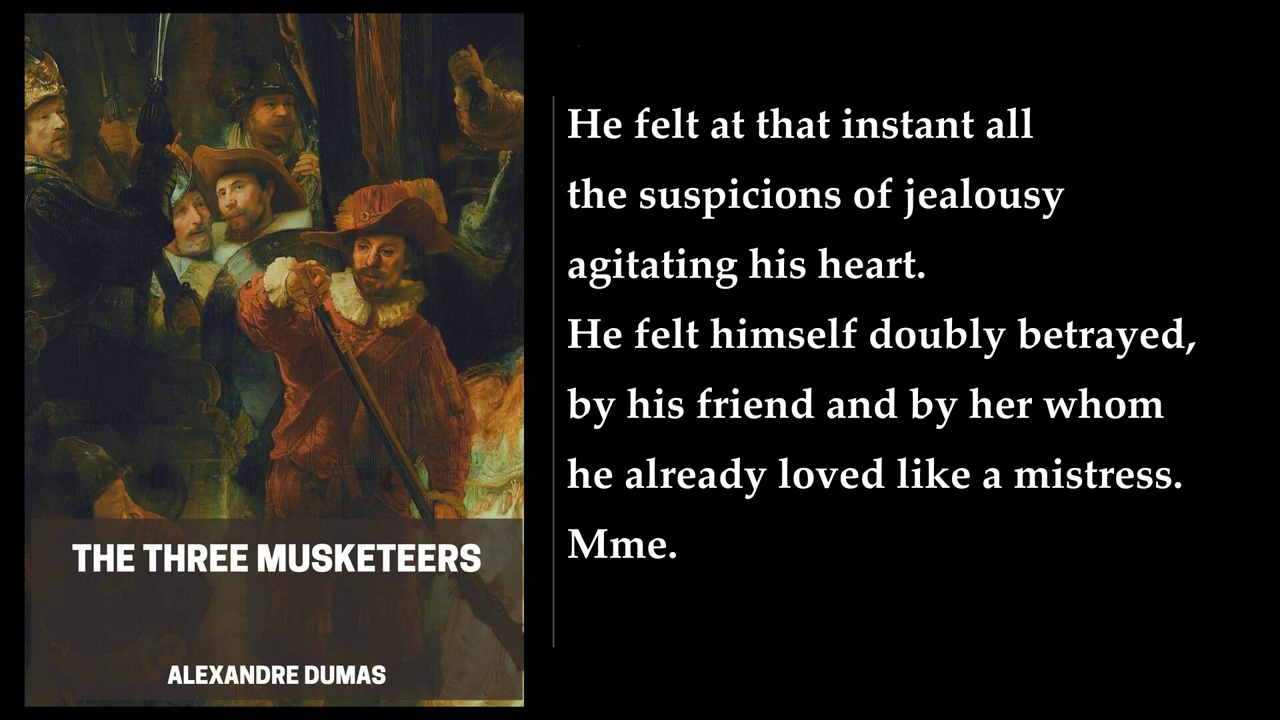 THE THREE MUSKETEERS
ALEXANDRE DUMAS
He felt at that instant all
the suspicions of jealousy
agitating his heart.
He felt himself doubly betrayed,
by his friend and by her whom
he already loved like a mistress.
Mme.